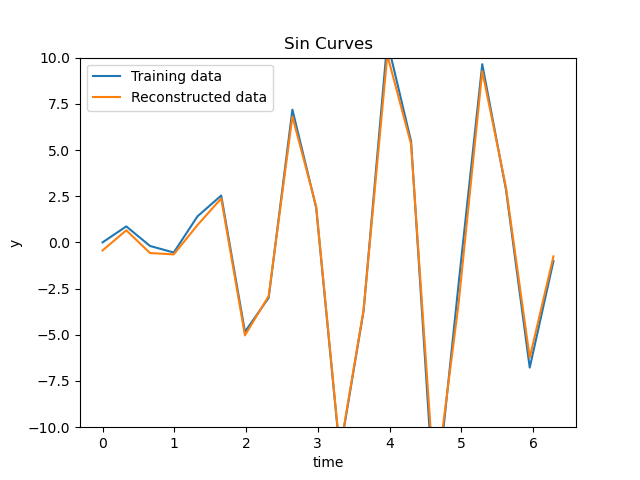 Sin Curves
Training data
Reconstructed data
10.0
7.5
5.0
2.5
0.0
−2.5
−5.0
−7.5
−10.0
y
0 1 2 3 4 5 6
time